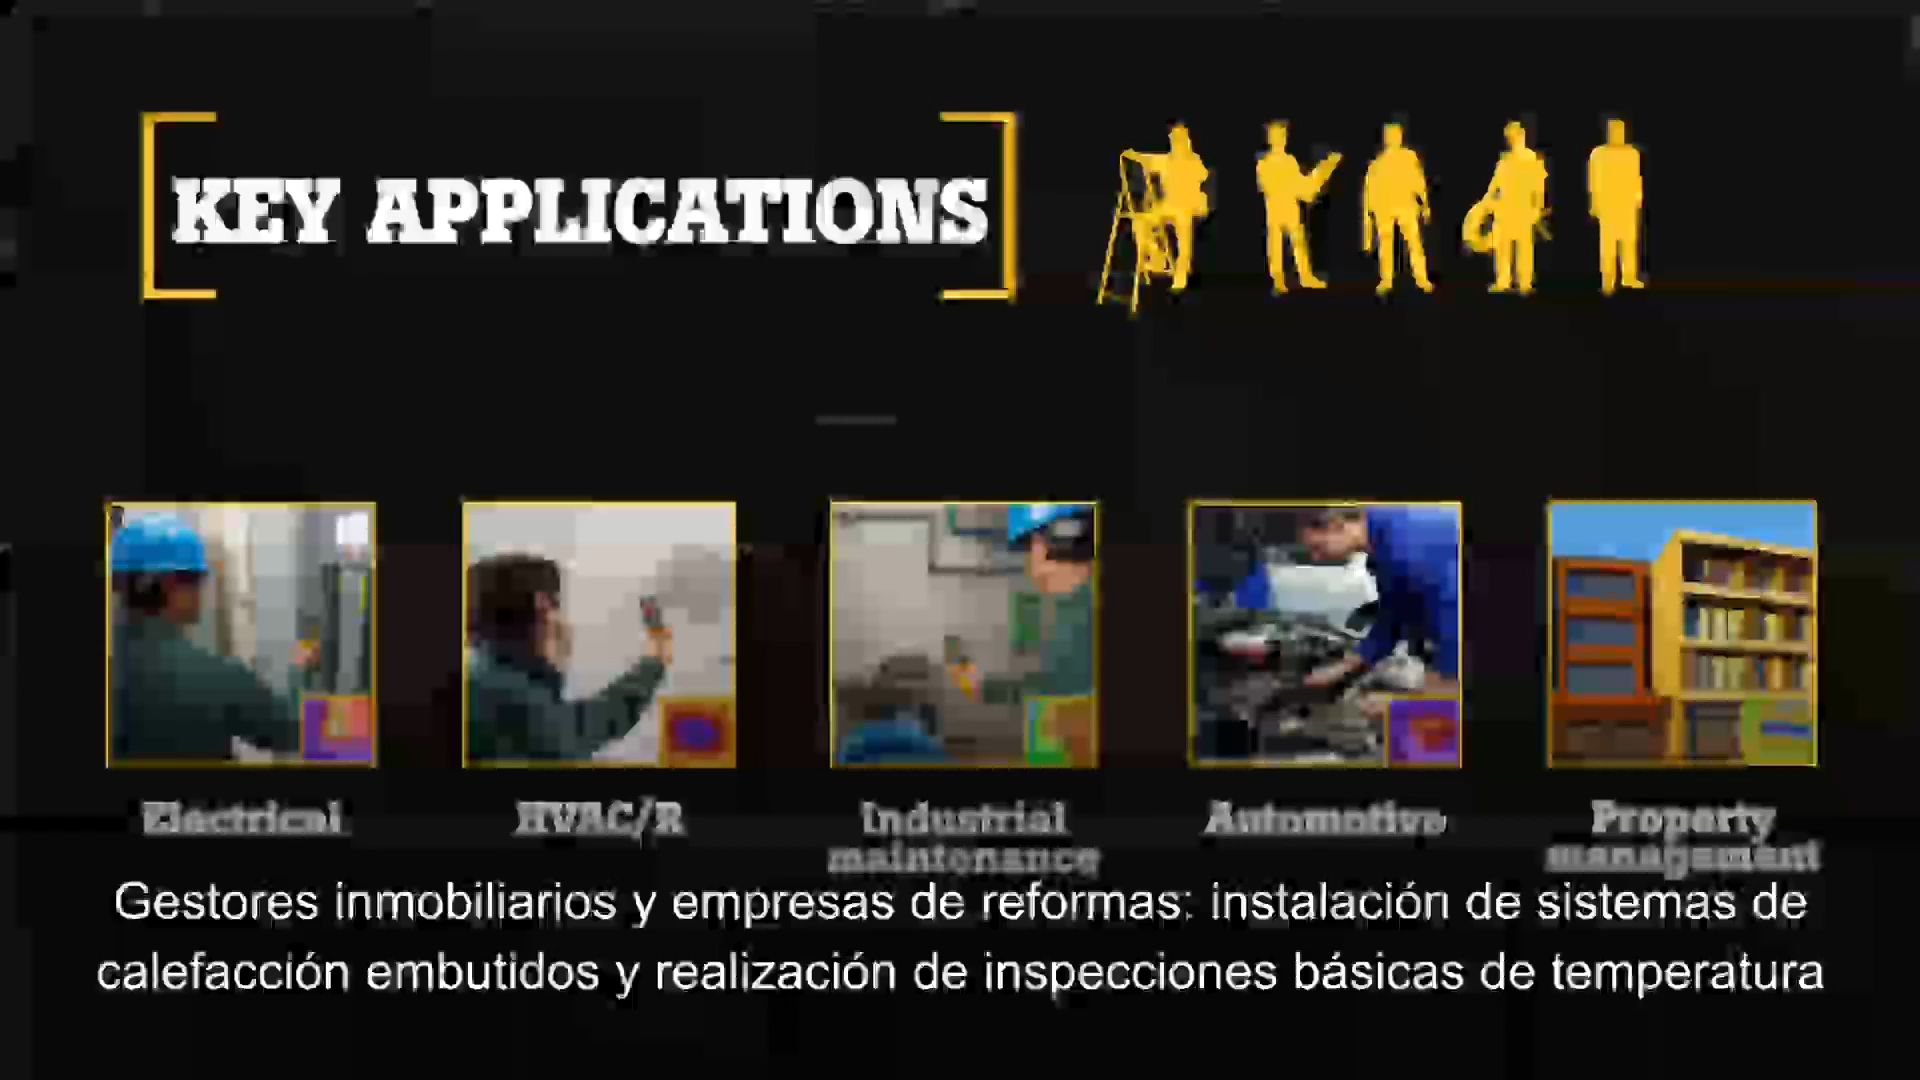 KEY APPLICATIONS
Electrical
HVAC/R
Industrial
maintenance
Automotive
Property
management
Gestores inmobiliarios y empresas de reformas: instalación de sistemas de
calefacción embutidos y realización de inspecciones básicas de temperatura